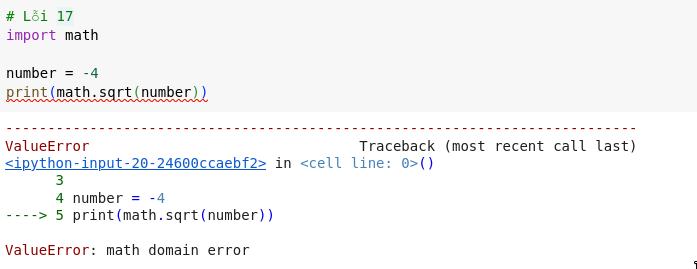 # Lỗi 17
import math
number = -4
print(math.sqrt(number))
---------------------------------------------------------------------------
ValueError                                Traceback (most recent call last)
<ipython-input-20-24600ccaebf2> in <cell line: 0>()
      3 
      4 number = -4
----> 5 print(math.sqrt(number))
ValueError: math domain error